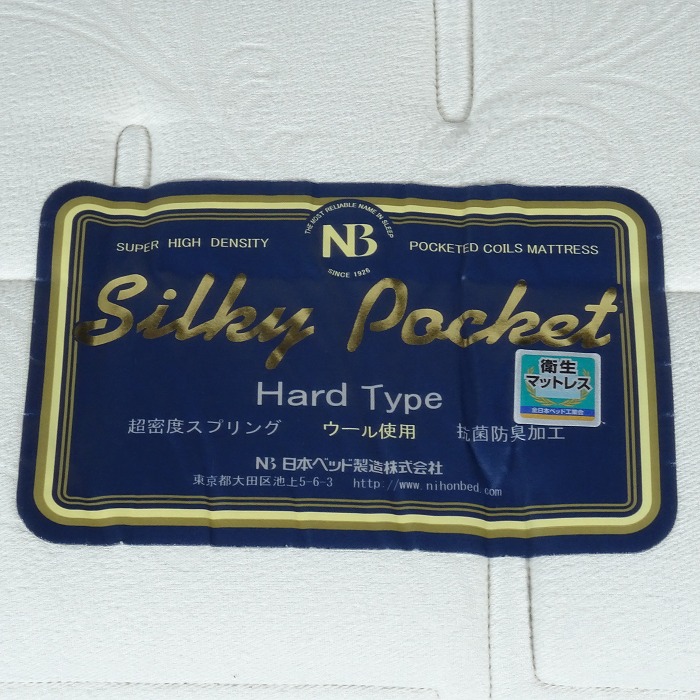 THE MOST RELIABLE NAME IN SLEEP
NB
SINCE 1926
SUPER HIGH DENSITY
POCKETED COILS MATTRESS
Silky Pocket
Hard Type
衛生
マットレス
全日本ベッド工業会
超密度スプリング ウール使用 抗菌防臭加工
NB 日本ベッド製造株式会社
東京都大田区池上5-6-3 http://www.nihonbed.com